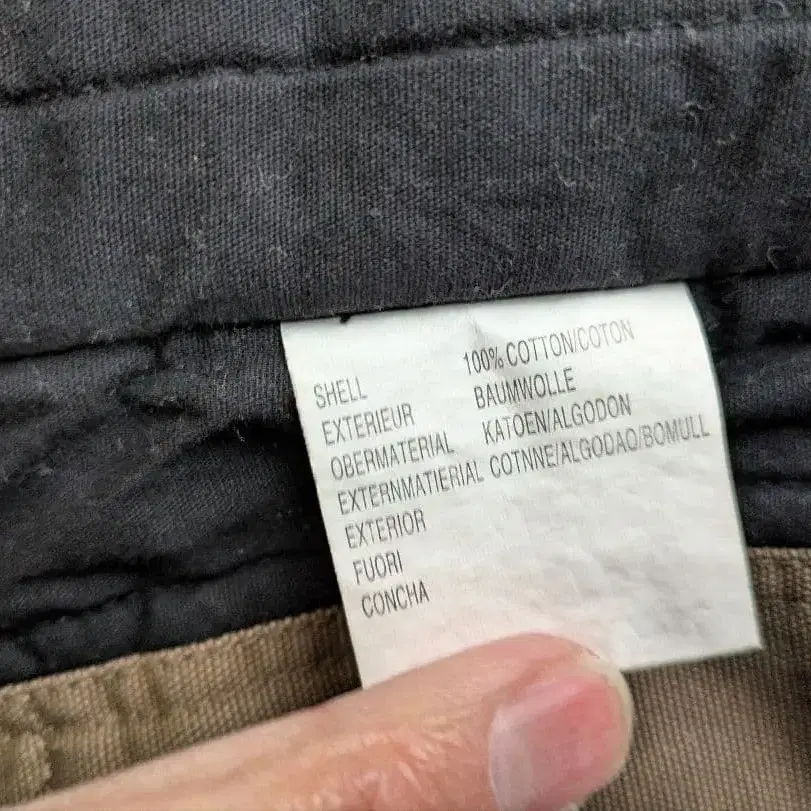 SHELL 100% COTTON/COTON
EXTERIEUR BAUMWOLLE
OBERMATERIAL KATOEN/ALGODON
EXTERNMATIERIAL COTNNE/ALGODAO/BOMULL
EXTERIOR
FUORI
CONCHA